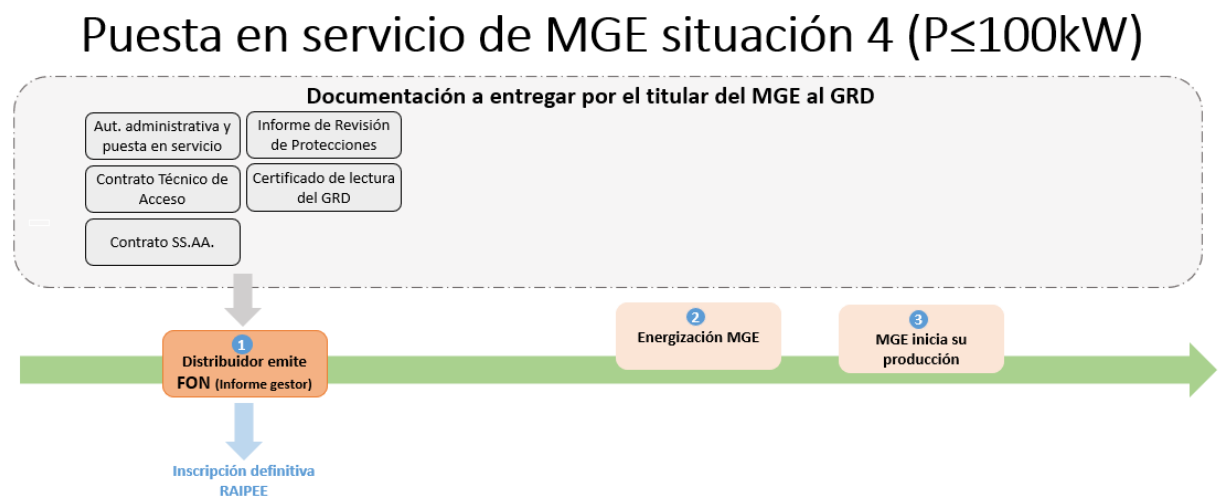 Puesta en servicio de MGE situación 4 (P≤100kW)
Documentación a entregar por el titular del MGE al GRD
Aut. administrativa y
puesta en servicio
Informe de Revisión
de Protecciones
Contrato Técnico de
Acceso
Certificado de lectura
del GRD
Contrato SS.AA.
1
Distribuidor emite
FON (Informe gestor)
2
Energización MGE
3
MGE inicia su
producción
Inscripción definitiva
RAIPEE